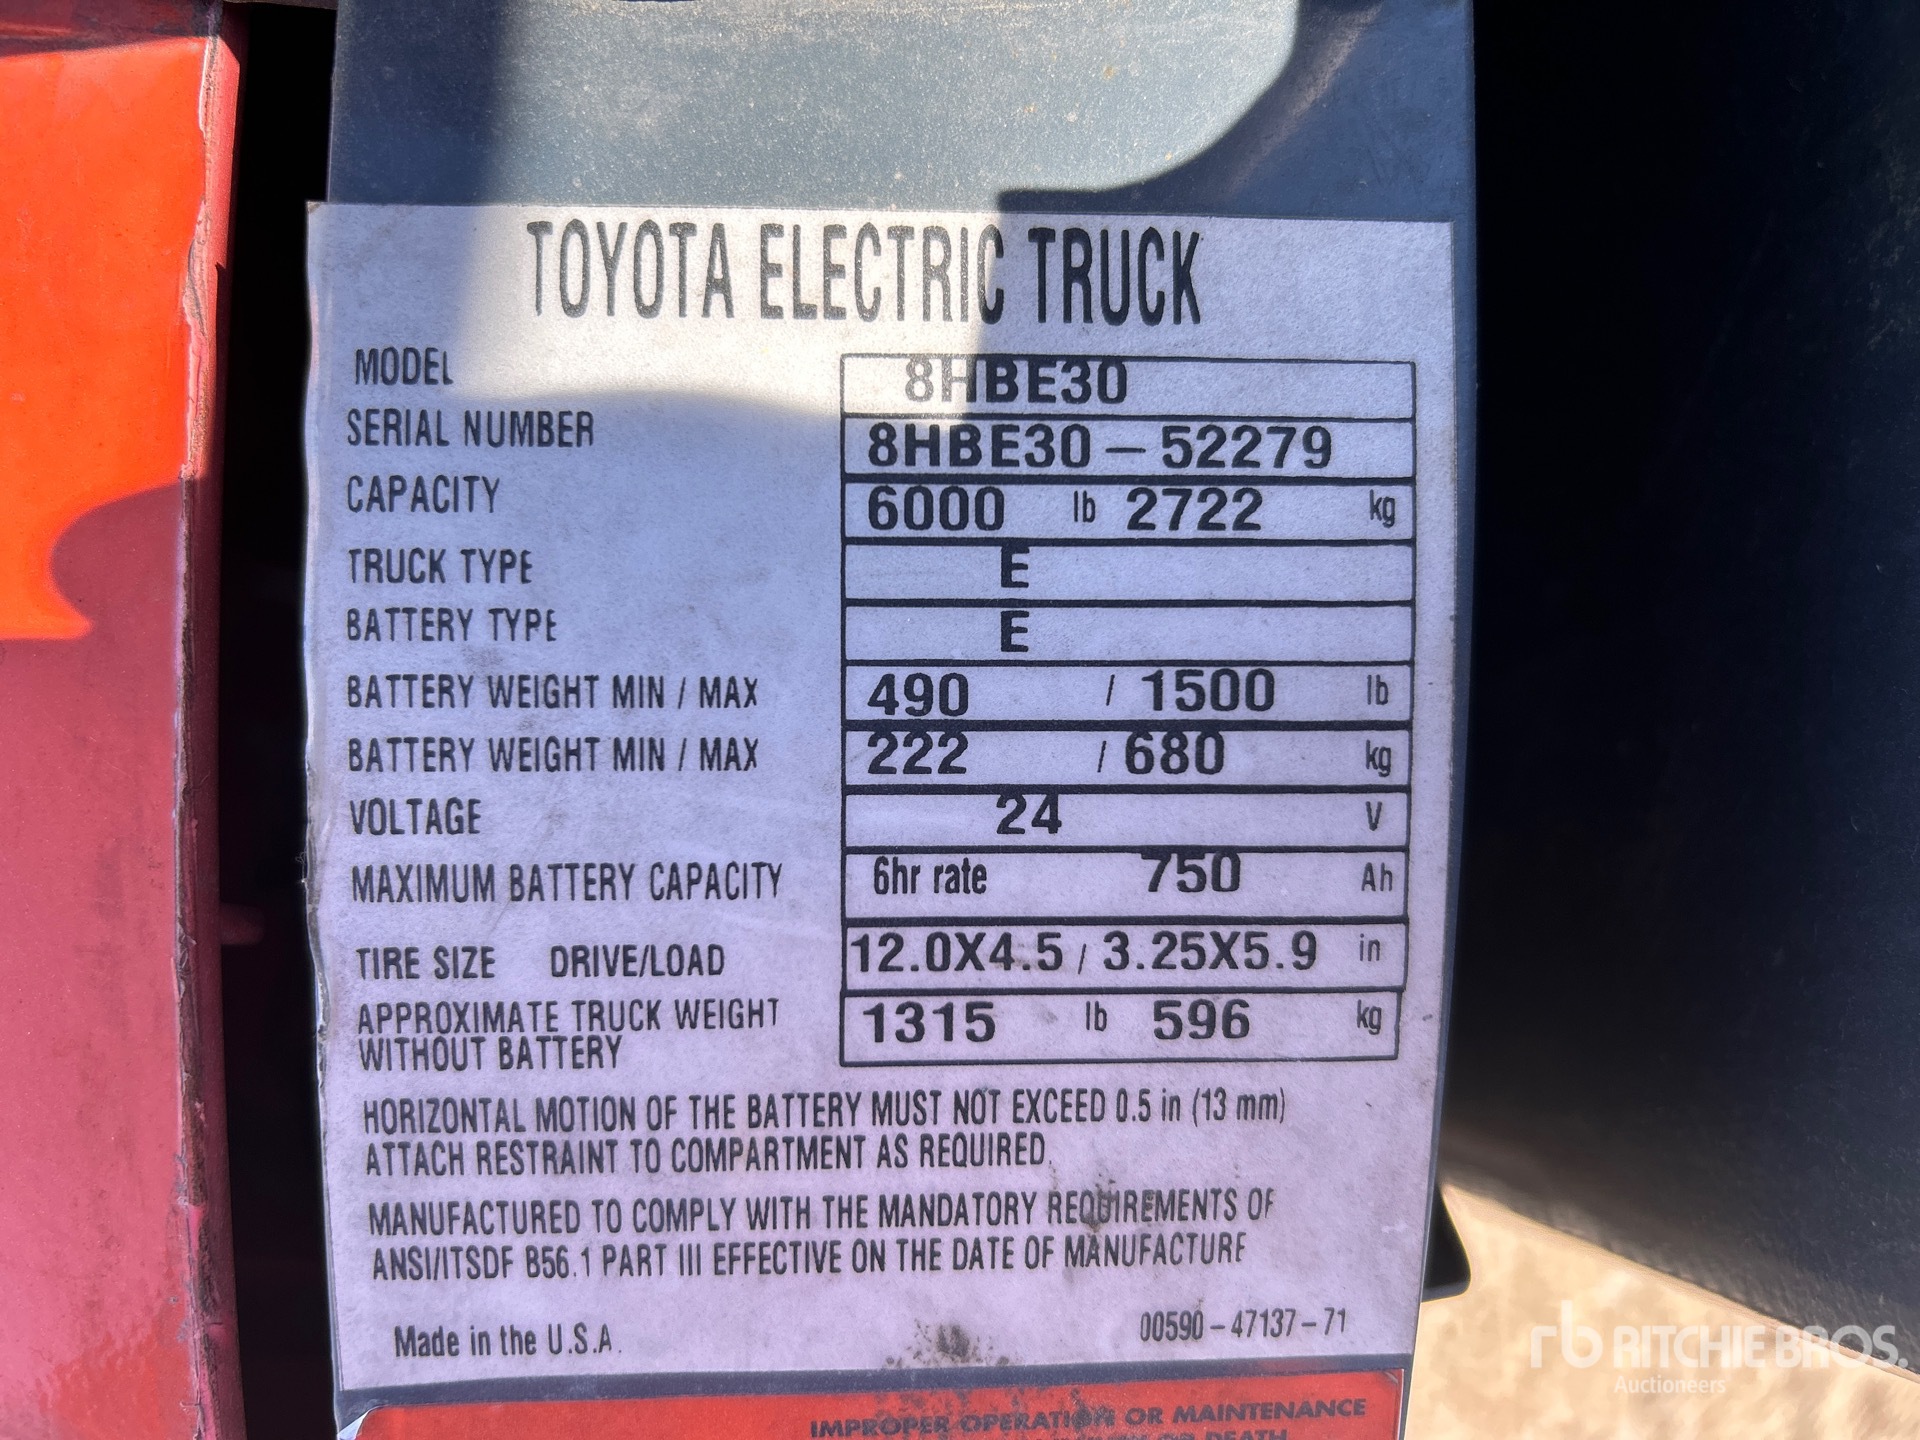 TOYOTA ELECTRIC TRUCK
MODEL 8HBE30
SERIAL NUMBER 8HBE30-52279
CAPACITY 6000 lb 2722 kg
TRUCK TYPE E
BATTERY TYPE E
BATTERY WEIGHT MIN / MAX 490 / 1500 lb
BATTERY WEIGHT MIN / MAX 222 / 680 kg
VOLTAGE 24 V
MAXIMUM BATTERY CAPACITY 6hr rate 750 Ah
TIRE SIZE DRIVE/LOAD 12.0X4.5 / 3.25X5.9 in
APPROXIMATE TRUCK WEIGHT 1315 lb 596 kg
WITHOUT BATTERY
HORIZONTAL MOTION OF THE BATTERY MUST NOT EXCEED 0.5 in (13 mm)
ATTACH RESTRAINT TO COMPARTMENT AS REQUIRED.
MANUFACTURED TO COMPLY WITH THE MANDATORY REQUIREMENTS OF
ANSI/ITSDF B56.1 PART III EFFECTIVE ON THE DATE OF MANUFACTURE
Made in the U.S.A.
00590-47137-71
IMPROPER OPERATION OR MAINTENANCE
OR DEATH
rb RITCHIE BROS.
Auctioneers